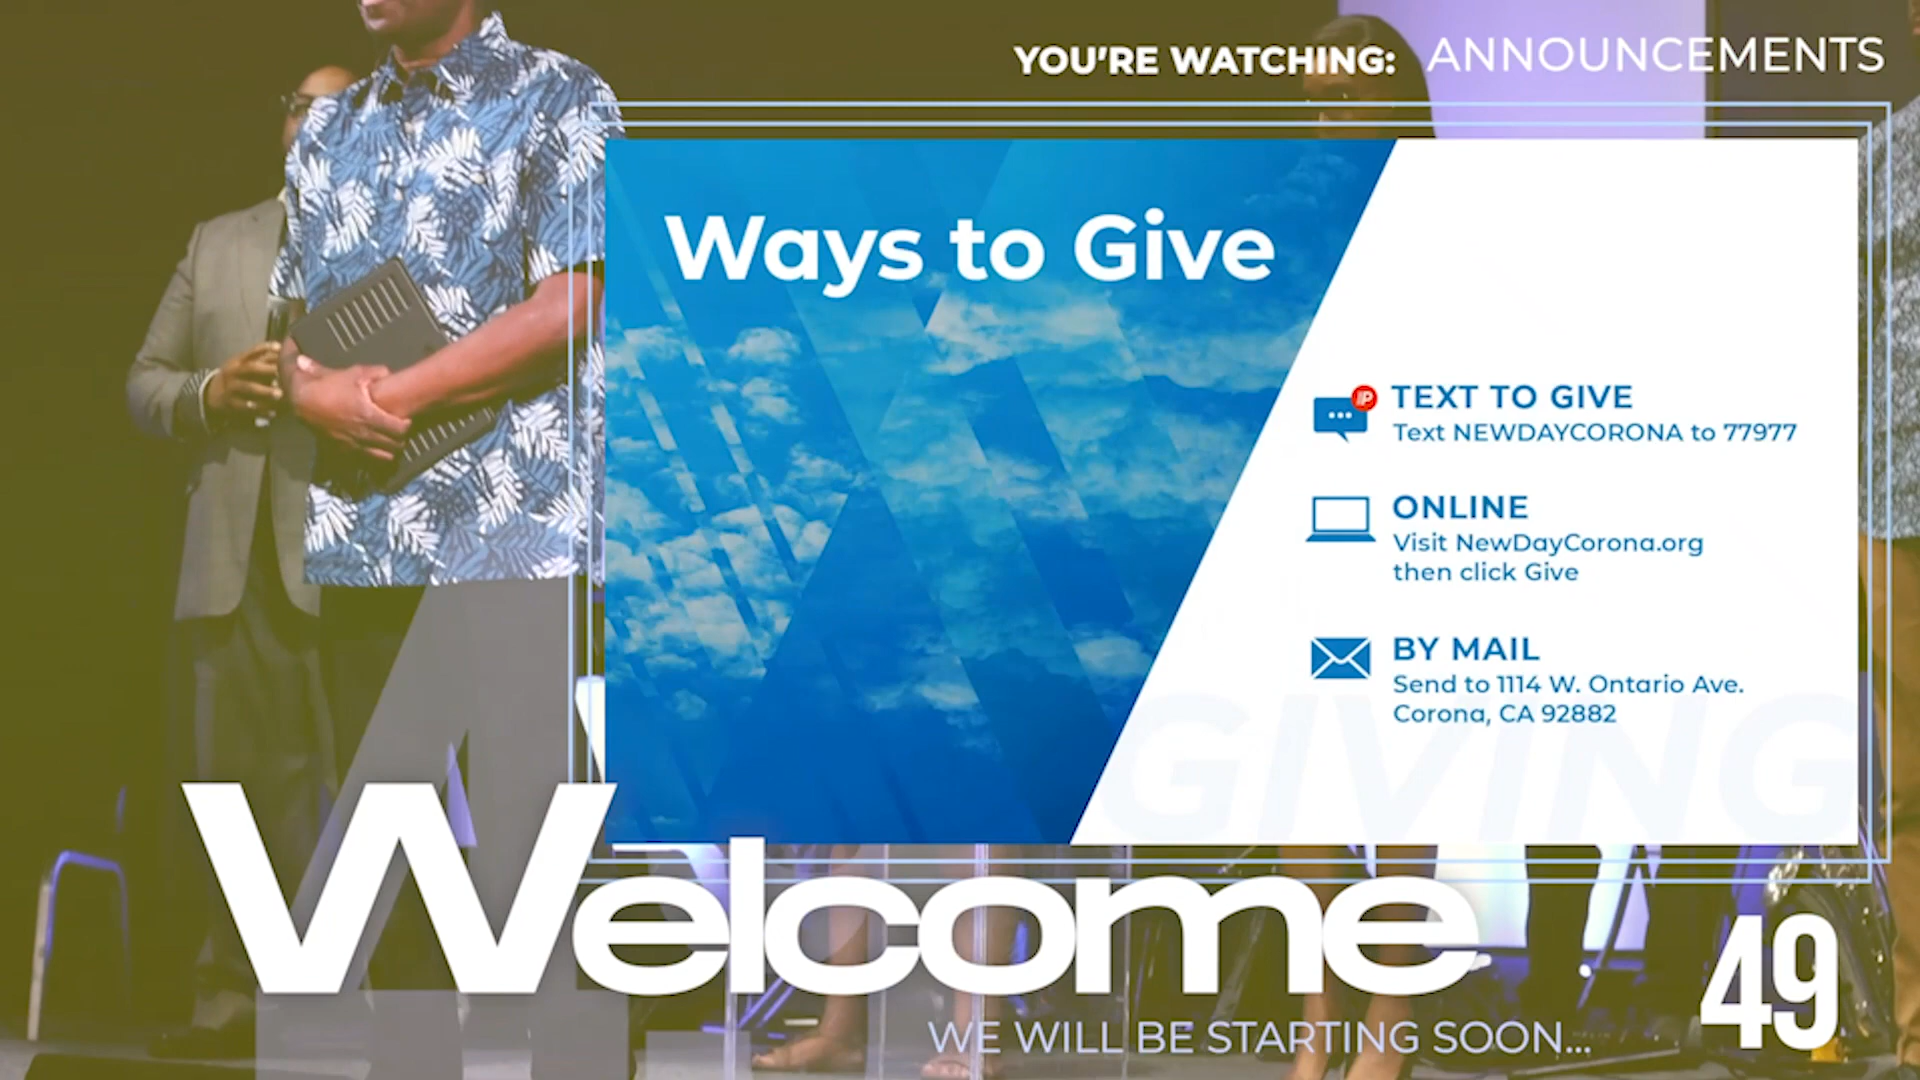 YOU'RE WATCHING: ANNOUNCEMENTS
Ways to Give
TEXT TO GIVE
Text NEWDAYCORONA to 77977
ONLINE
Visit NewDayCorona.org
then click Give
BY MAIL
Send to 1114 W. Ontario Ave.
Corona, CA 92882
GIVING
Welcome
49
WE WILL BE STARTING SOON...